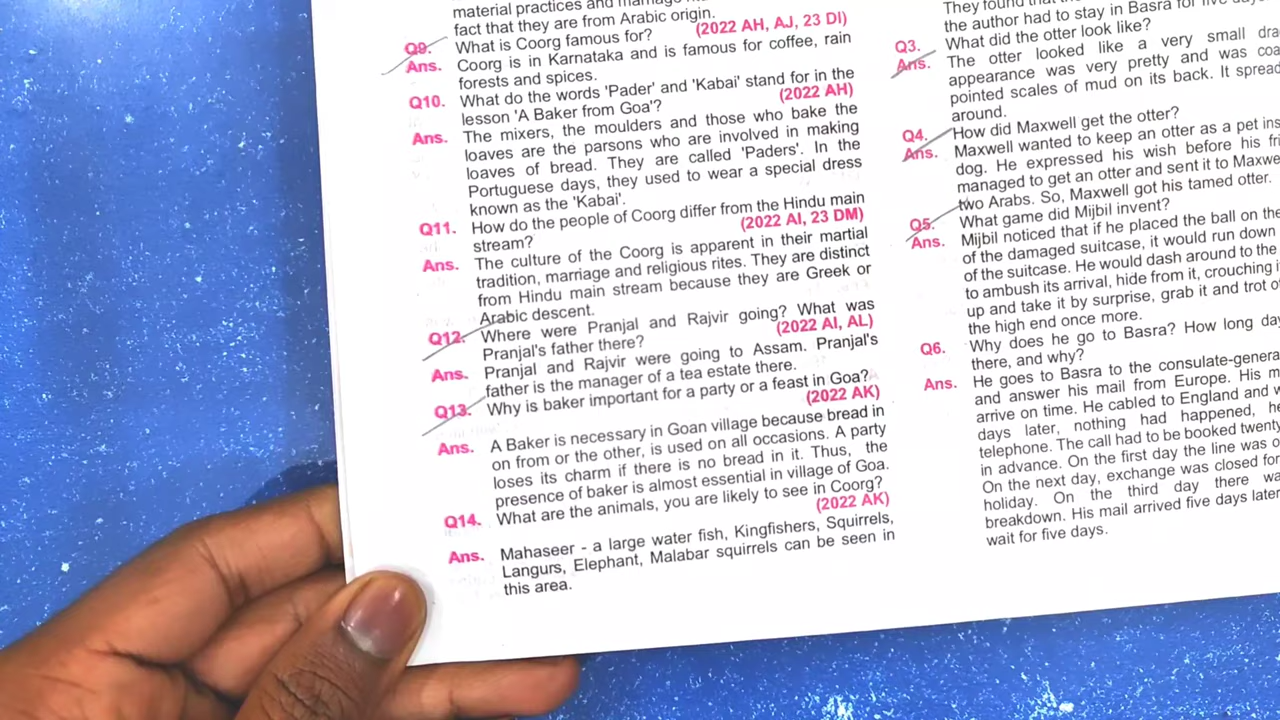 material practices and
fact that they are from Arabic origin.
(2022 AH, AJ, 23 DI)
Q9. What is Coorg famous for?
Ans. Coorg is in Karnataka and is famous for coffee, rain
forests and spices.
Q10. What do the words 'Pader' and 'Kabai' stand for in the
lesson 'A Baker from Goa'? (2022 AH)
Ans. The mixers, the moulders and those who bake the
loaves are the parsons who are involved in making
loaves of bread. They are called 'Paders'. In the
Portuguese days, they used to wear a special dress
known as the 'Kabai'.
Q11. How do the people of Coorg differ from the Hindu main
stream? (2022 AI, 23 DM)
Ans. The culture of the Coorg is apparent in their martial
tradition, marriage and religious rites. They are distinct
from Hindu main stream because they are Greek or
Arabic descent.
Q12. Where were Pranjal and Rajvir going? What was
Pranjal's father there? (2022 AI, AL)
Ans. Pranjal and Rajvir were going to Assam. Pranjal's
father is the manager of a tea estate there.
Q13. Why is baker important for a party or a feast in Goa?
(2022 AK)
Ans. A Baker is necessary in Goan village because bread in
on from or the other, is used on all occasions. A party
loses its charm if there is no bread in it. Thus, the
presence of baker is almost essential in village of Goa.
Q14. What are the animals, you are likely to see in Coorg?
(2022 AK)
Ans. Mahaseer - a large water fish, Kingfishers, Squirrels,
Langurs, Elephant, Malabar squirrels can be seen in
this area.
They found
the author had to stay in Basra for five
Q3. What did the otter look like?
Ans. The otter looked like a very small
appearance was very pretty and was
pointed scales of mud on its back. It spread
around.
Q4. How did Maxwell get the otter?
Ans. Maxwell wanted to keep an otter as a pet
dog. He expressed his wish before his
managed to get an otter and sent it to
two Arabs. So, Maxwell got his tamed otter.
Q5. What game did Mijbil invent?
Ans. Mijbil noticed that if he placed the ball on the
of the damaged suitcase, it would run down
of the suitcase. He would dash around to the
to ambush its arrival, hide from it, crouching
up and take it by surprise, grab it and trot
the high end once more.
Q6. Why does he go to Basra? How long
there, and why?
Ans. He goes to Basra to the
and answer his mail from Europe. His
arrive on time. He cabled to England and
days later, nothing had happened,
telephone. The call had to be booked twenty
in advance. On the first day the line was
On the next day, exchange was closed for
holiday. On the third day there
breakdown. His mail arrived five days
wait for five days.